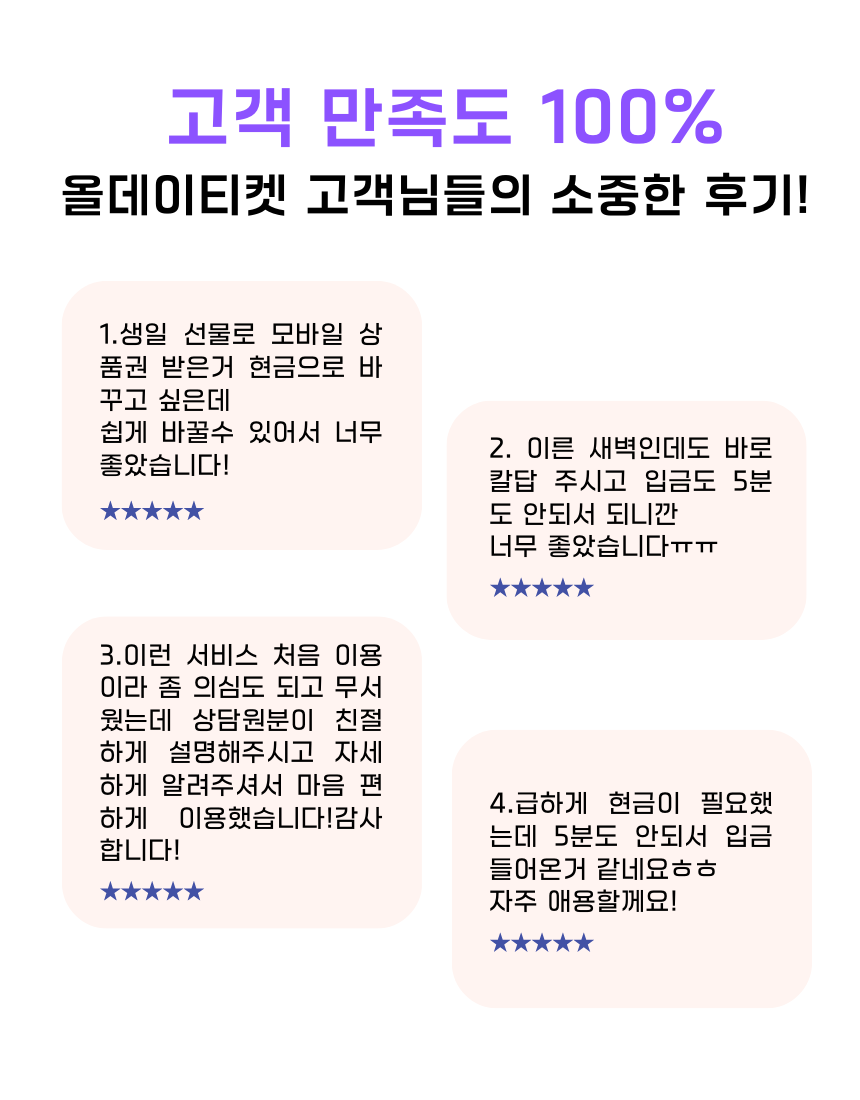 고객 만족도 100%
올데이티켓 고객님들의 소중한 후기!
1.생일 선물로 모바일 상
품권 받은거 현금으로 바
꾸고 싶은데
쉽게 바꿀수 있어서 너무
좋았습니다!
★★★★★
2. 이른 새벽인데도 바로
칼답 주시고 입금도 5분
도 안되서 되니깐
너무 좋았습니다ㅠㅠ
★★★★★
3.이런 서비스 처음 이용
이라 좀 의심도 되고 무서
웠는데 상담원분이 친절
하게 설명해주시고 자세
하게 알려주셔서 마음 편
하게 이용했습니다!감사
합니다!
★★★★★
4.급하게 현금이 필요했
는데 5분도 안되서 입금
들어온거 같네요ㅎㅎ
자주 애용할께요!
★★★★★